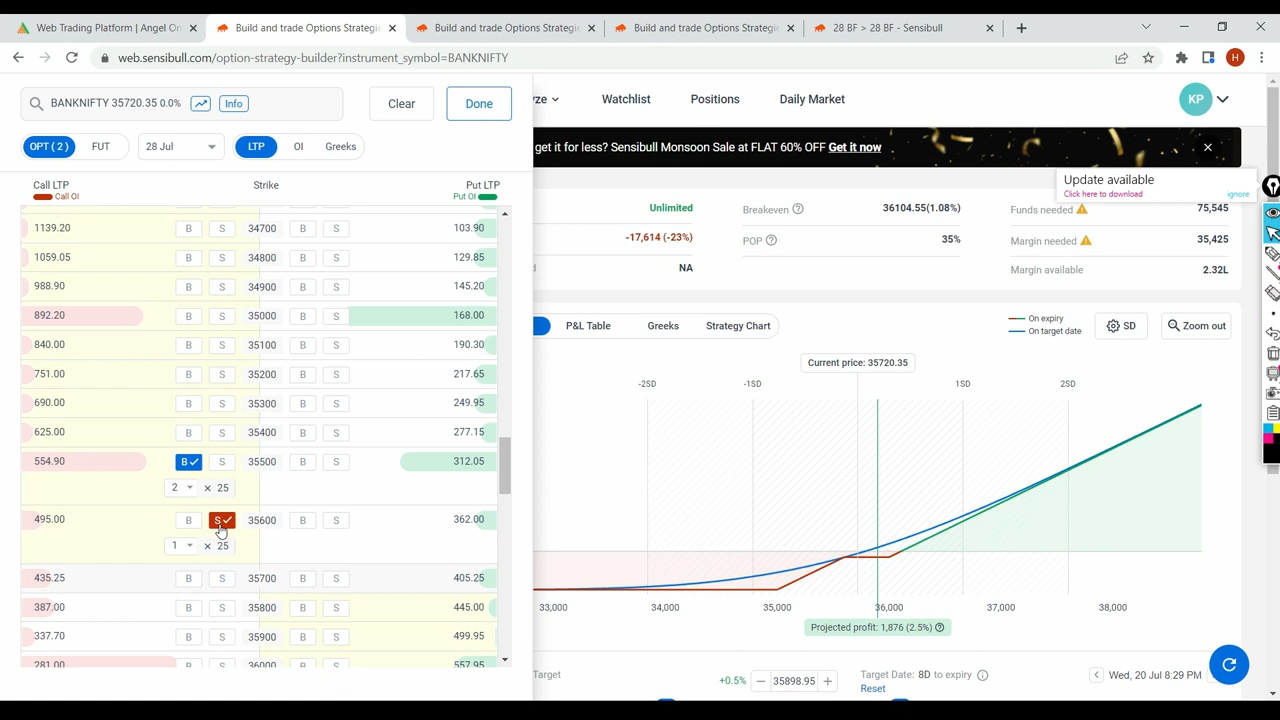 Web Trading Platform | Angel On
Build and trade Options Strategie
Build and trade Options Strategie
Build and trade Options Strategie
28 BF > 28 BF - Sensibull
web.sensibull.com/option-strategy-builder?instrument_symbol=BANKNIFTY
H
BANKNIFTY 35720.35 0.0% Info
Clear
Done
OPT ( 2 ) FUT
28 Jul
LTP OI Greeks
Call LTP
Call OI
Strike
Put LTP
Put OI
1139.20 B S 34700 B S 103.90
1059.05 B S 34800 B S 129.85
988.90 B S 34900 B S 145.20
892.20 B S 35000 B S 168.00
840.00 B S 35100 B S 190.30
751.00 B S 35200 B S 217.65
690.00 B S 35300 B S 249.95
625.00 B S 35400 B S 277.15
554.90 B S 35500 B S 312.05
2 × 25
495.00 B S 35600 B S 362.00
1 × 25
435.25 B S 35700 B S 405.25
387.00 B S 35800 B S 445.00
337.70 B S 35900 B S 499.95
281.00 B S 36000 B S 557.95
yze Watchlist Positions Daily Market
KP
get it for less? Sensibull Monsoon Sale at FLAT 60% OFF Get it now
Update available
Click here to download ignore
Unlimited
-17,614 (-23%)
NA
Breakeven 36104.55(1.08%)
POP 35%
Funds needed 75,545
Margin needed 35,425
Margin available 2.32L
P&L Table Greeks Strategy Chart
On expiry
On target date
SD
Zoom out
Current price: 35720.35
-2SD -1SD 1SD 2SD
33,000 34,000 35,000 36,000 37,000 38,000
Projected profit: 1,876 (2.5%)
Target
+0.5% − 35898.95 +
Target Date: 8D to expiry
Reset
Wed, 20 Jul 8:29 PM